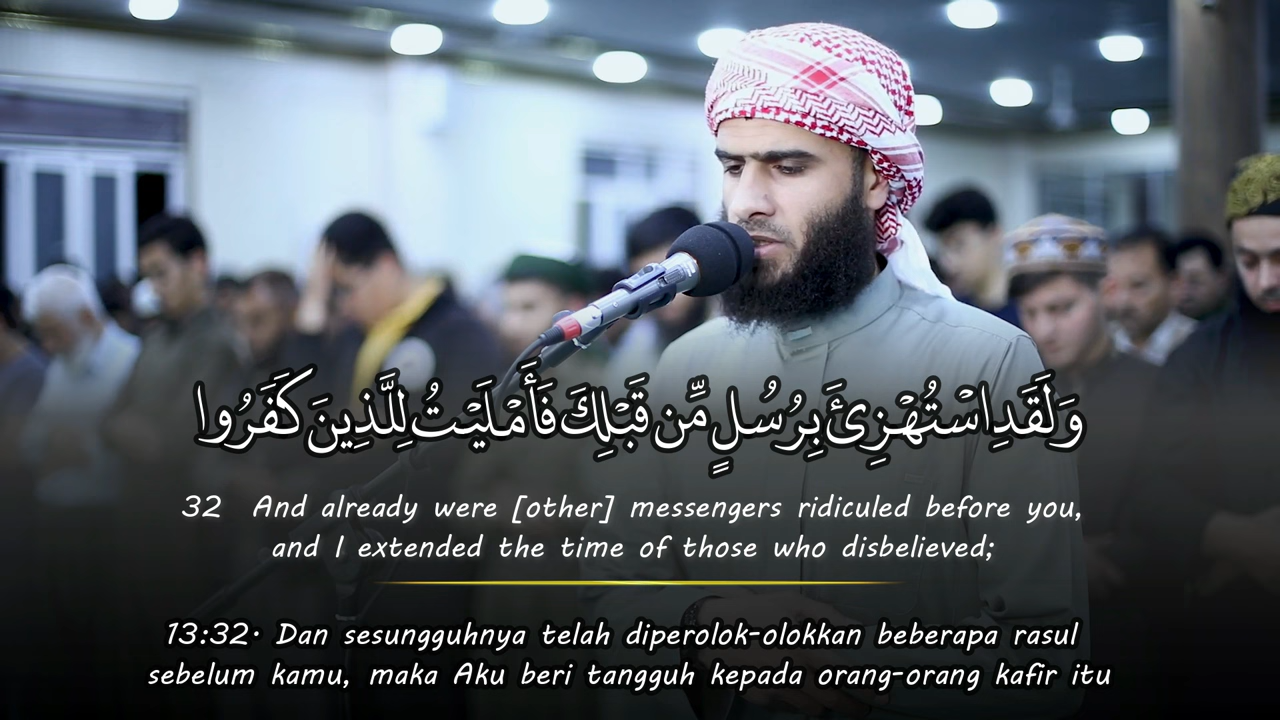 وَلَقَدِ اسْتُهْزِئَ بِرُسُلٍ مِّن قَبْلِكَ فَأَمْلَيْتُ لِلَّذِينَ كَفَرُوا
32 And already were [other] messengers ridiculed before you,
and I extended the time of those who disbelieved;
13:32· Dan sesungguhnya telah diperolok-olokkan beberapa rasul
sebelum kamu, maka Aku beri tangguh kepada orang-orang kafir itu